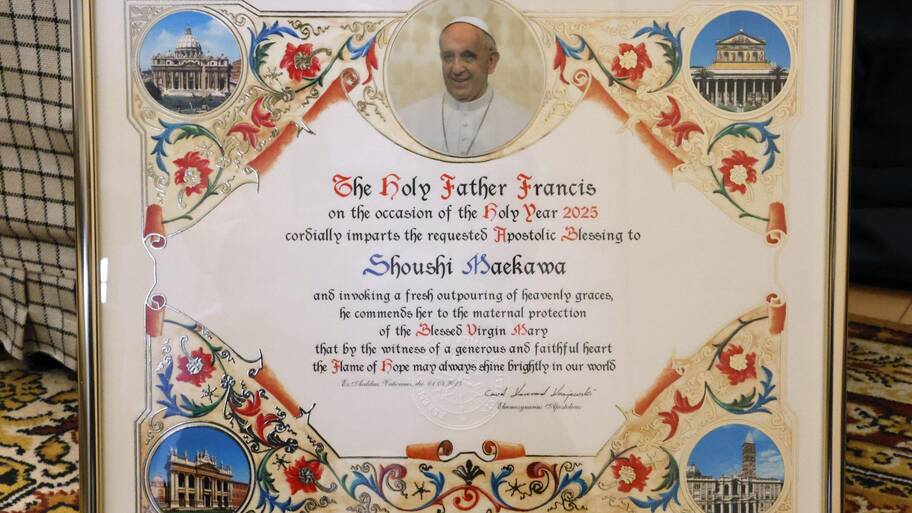 The Holy Father Francis
on the occasion of the Holy Year 2025
cordially imparts the requested Apostolic Blessing to
Shoushi Maekawa
and invoking a fresh outpouring of heavenly graces,
he commends her to the maternal protection
of the Blessed Virgin Mary
that by the witness of a generous and faithful heart
the Flame of Hope may always shine brightly in our world
Ex Aedibus Vaticanis, die
Eleemosynarius Apostolicus